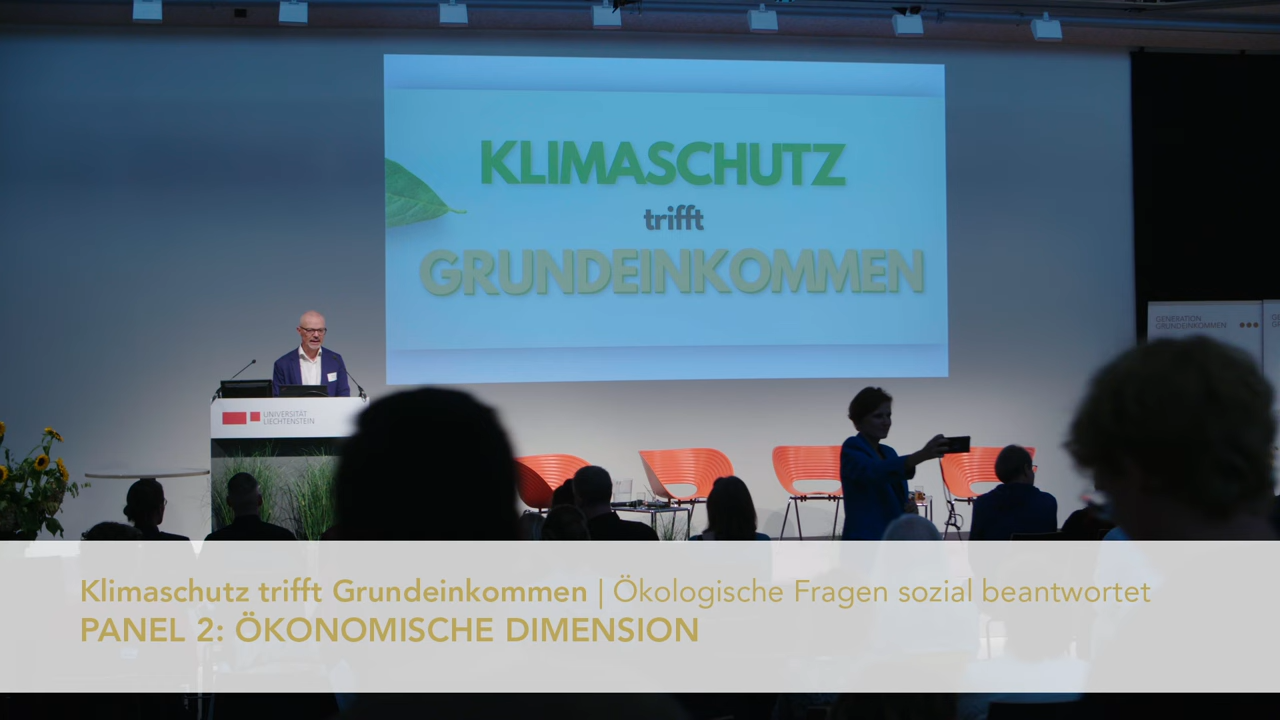 KLIMASCHUTZ
trifft
GRUNDEINKOMMEN
GENERATION
GRUNDEINKOMMEN
UNIVERSITÄT
LIECHTENSTEIN
Klimaschutz trifft Grundeinkommen | Ökologische Fragen sozial beantwortet
PANEL 2: ÖKONOMISCHE DIMENSION